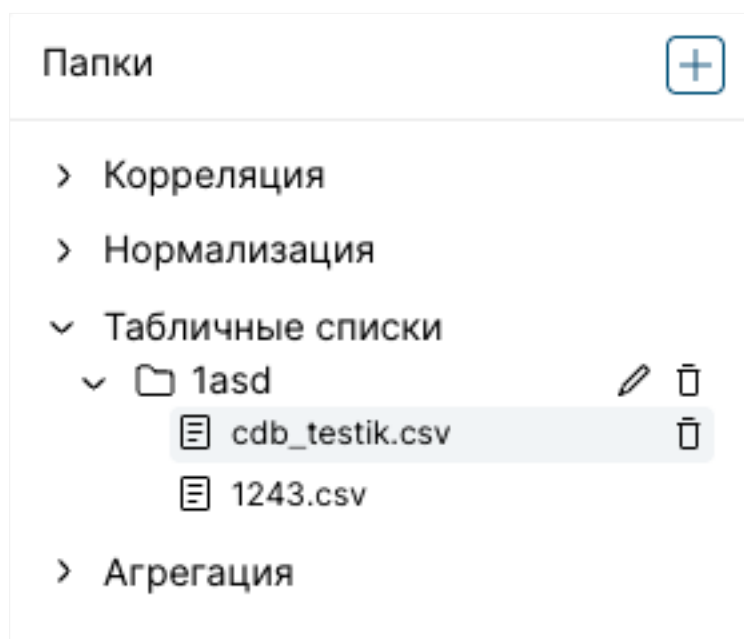 Папки
Корреляция
Нормализация
Табличные списки
1asd
cdb_testik.csv
1243.csv
Агрегация